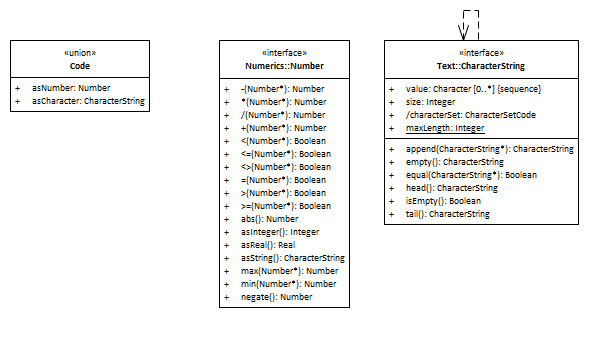 «union»
Code
+ asNumber: Number
+ asCharacter: CharacterString
«interface»
Numerics::Number
+ -(Number*): Number
+ *(Number*): Number
+ /(Number*): Number
+ +(Number*): Number
+ <(Number*): Boolean
+ <=(Number*): Boolean
+ <>(Number*): Boolean
+ =(Number*): Boolean
+ >(Number*): Boolean
+ >=(Number*): Boolean
+ abs(): Number
+ asInteger(): Integer
+ asReal(): Real
+ asString(): CharacterString
+ max(Number*): Number
+ min(Number*): Number
+ negate(): Number
«interface»
Text::CharacterString
+ value: Character [0..*] {sequence}
+ size: Integer
+ /characterSet: CharacterSetCode
+ maxLength: Integer
+ append(CharacterString*): CharacterString
+ empty(): CharacterString
+ equal(CharacterString*): Boolean
+ head(): CharacterString
+ isEmpty(): Boolean
+ tail(): CharacterString